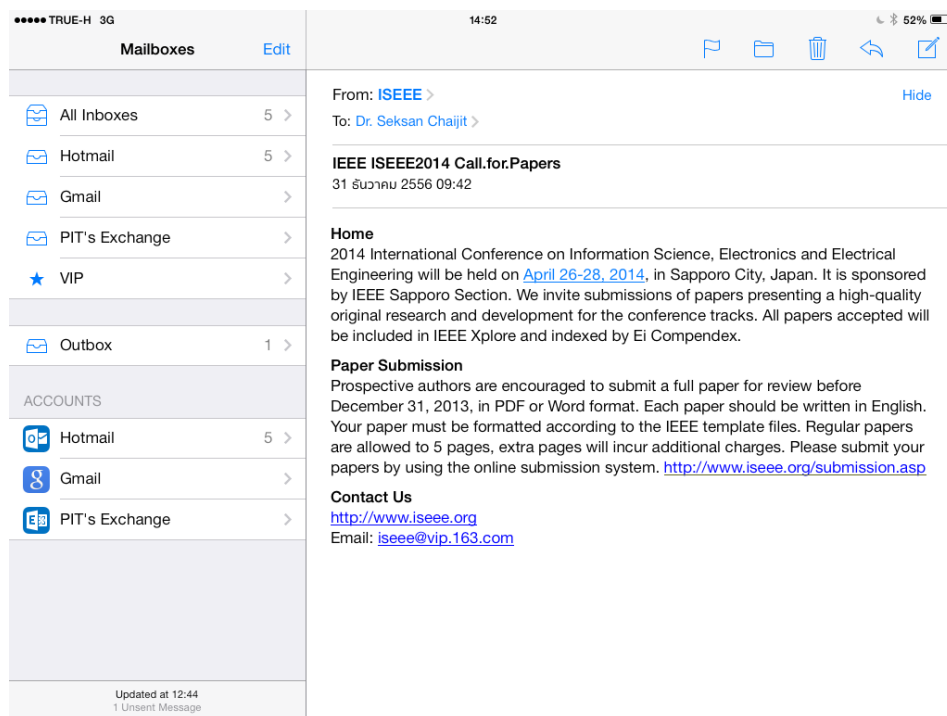 TRUE-H 3G
14:52
52%
Mailboxes
Edit
All Inboxes 5
Hotmail 5
Gmail
PIT's Exchange
VIP
Outbox 1
ACCOUNTS
Hotmail 5
Gmail
PIT's Exchange
Updated at 12:44
1 Unsent Message
From: ISEEE
Hide
To: Dr. Seksan Chaijit
IEEE ISEEE2014 Call.for.Papers
31 ธันวาคม 2556 09:42
Home
2014 International Conference on Information Science, Electronics and Electrical
Engineering will be held on April 26-28, 2014, in Sapporo City, Japan. It is sponsored
by IEEE Sapporo Section. We invite submissions of papers presenting a high-quality
original research and development for the conference tracks. All papers accepted will
be included in IEEE Xplore and indexed by Ei Compendex.
Paper Submission
Prospective authors are encouraged to submit a full paper for review before
December 31, 2013, in PDF or Word format. Each paper should be written in English.
Your paper must be formatted according to the IEEE template files. Regular papers
are allowed to 5 pages, extra pages will incur additional charges. Please submit your
papers by using the online submission system. http://www.iseee.org/submission.asp
Contact Us
http://www.iseee.org
Email: iseee@vip.163.com